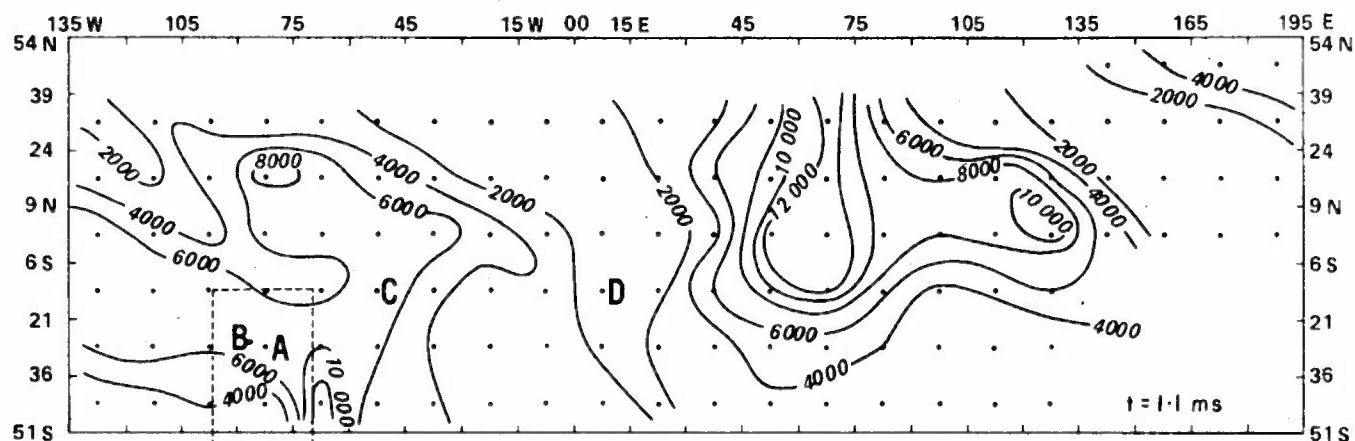 135 W 105 75 45 15 W 00 15 E 45 75 105 135 165 195 E
54 N 54 N
4000
39 2000 39
10 000 6000
2000 8000 4000 2000
24 8000 24
12 000
2000 2000 4000
9 N 4000 6000 10 000 9 N
6000
6 S 6 S
C D
21 B A 6000 4000 21
6000 10 000
36 4000 4000 36
t = 1·1 ms
51 S 51 S